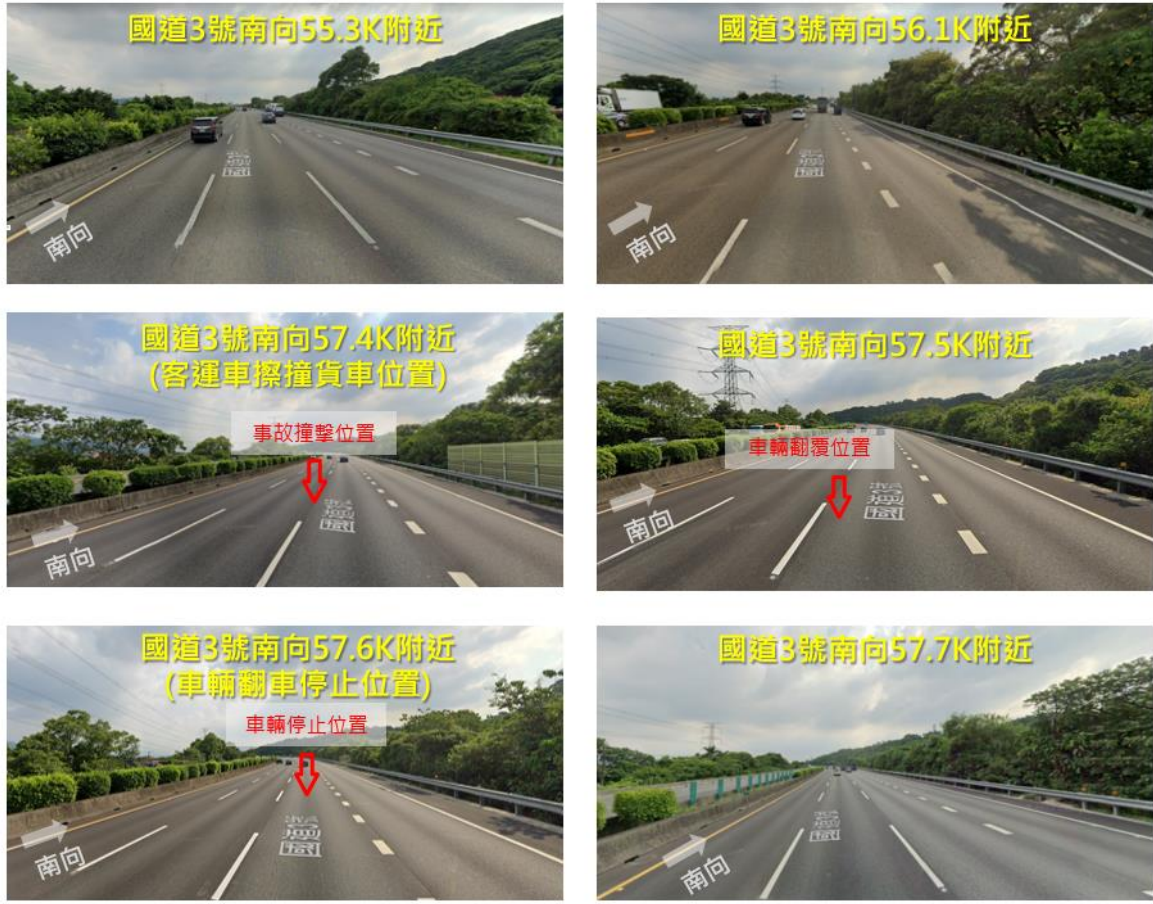 國道3號南向55.3K附近
南向
國道3號南向56.1K附近
南向
國道3號南向57.4K附近
(客運車擦撞貨車位置)
事故撞擊位置
南向
國道3號南向57.5K附近
車輛翻覆位置
南向
國道3號南向57.6K附近
(車輛翻車停止位置)
車輛停止位置
南向
國道3號南向57.7K附近
南向